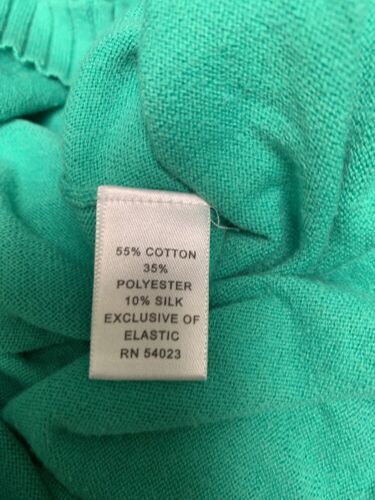 55% COTTON
35%
POLYESTER
10% SILK
EXCLUSIVE OF
ELASTIC
RN 54023